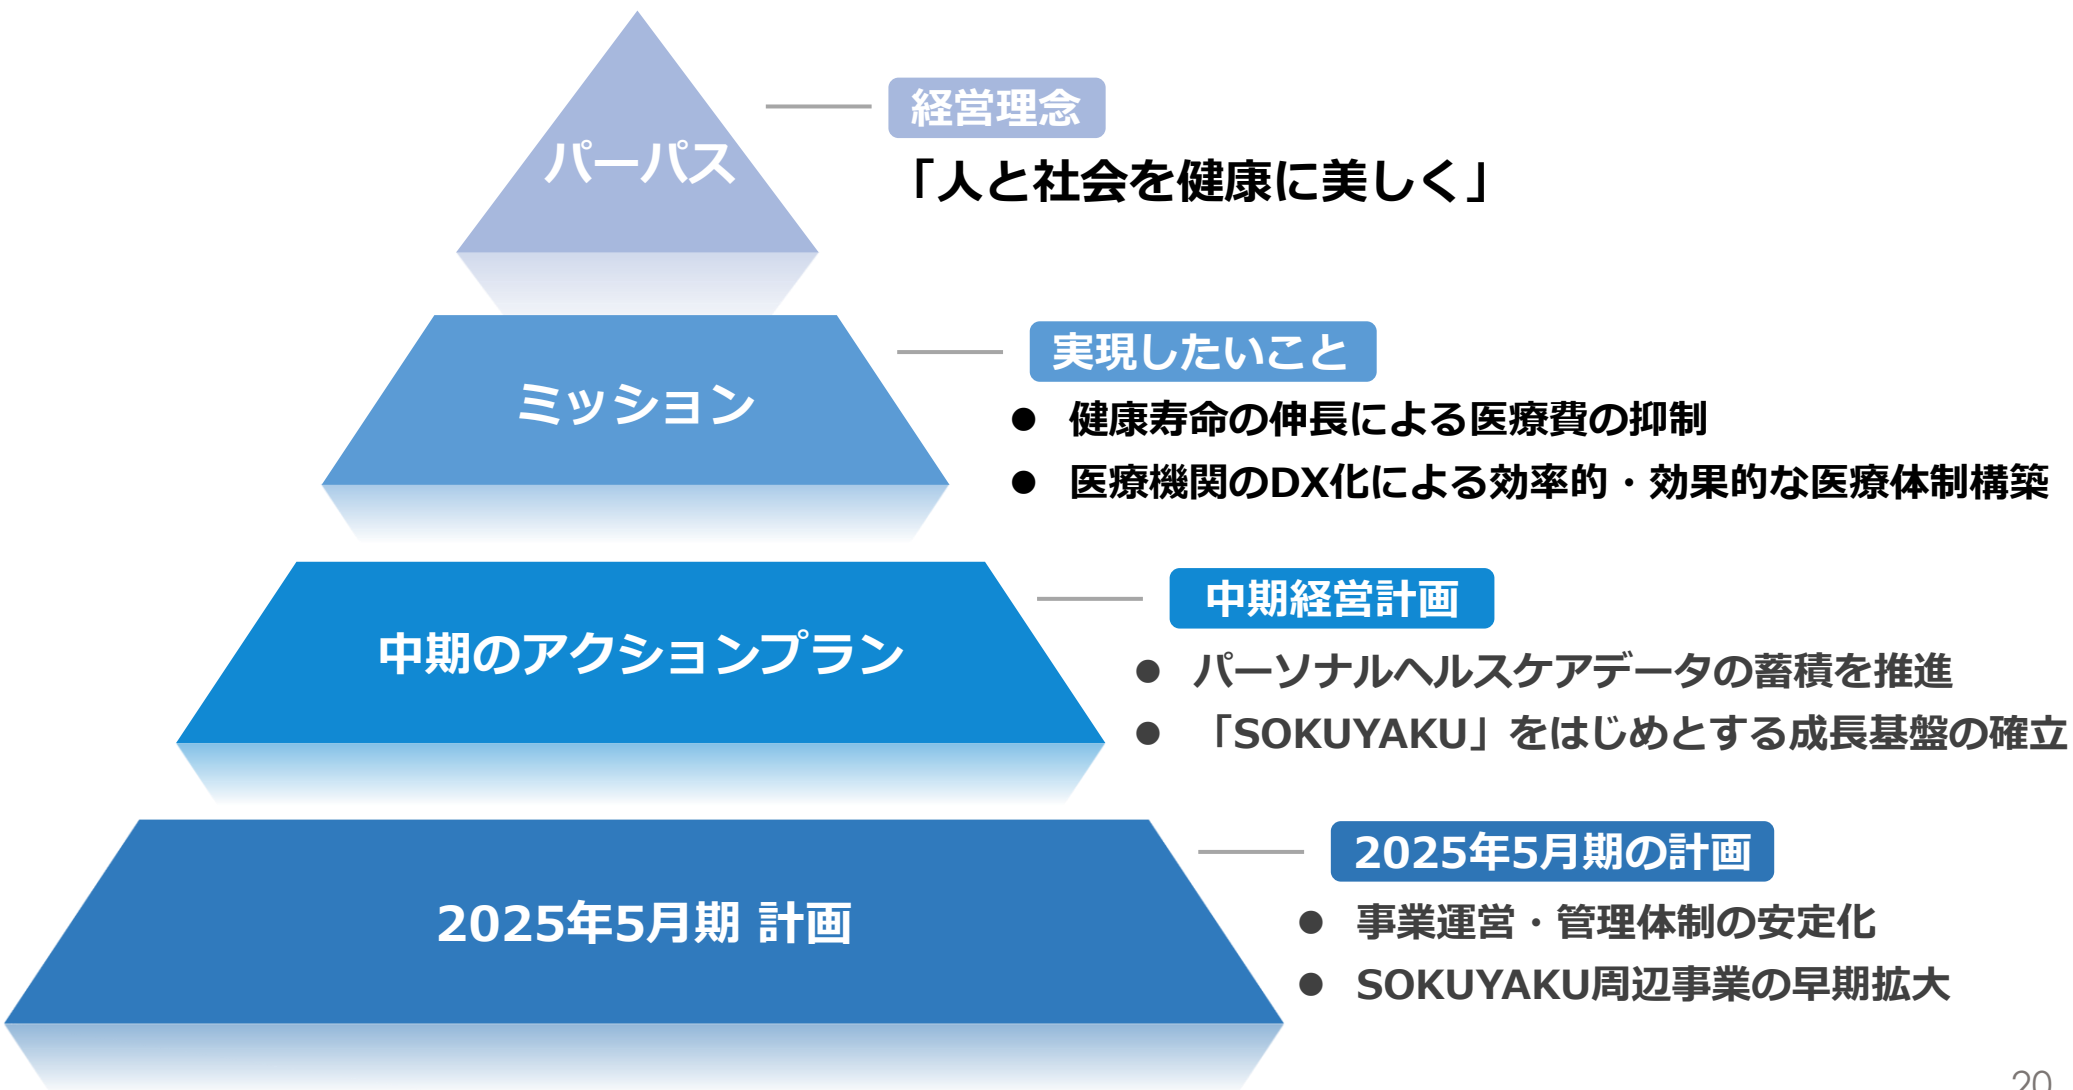 パーパス
経営理念
「人と社会を健康に美しく」
ミッション
実現したいこと
● 健康寿命の伸長による医療費の抑制
● 医療機関のDX化による効率的・効果的な医療体制構築
中期のアクションプラン
中期経営計画
● パーソナルヘルスケアデータの蓄積を推進
● 「SOKUYAKU」をはじめとする成長基盤の確立
2025年5月期 計画
2025年5月期の計画
● 事業運営・管理体制の安定化
● SOKUYAKU周辺事業の早期拡大
20